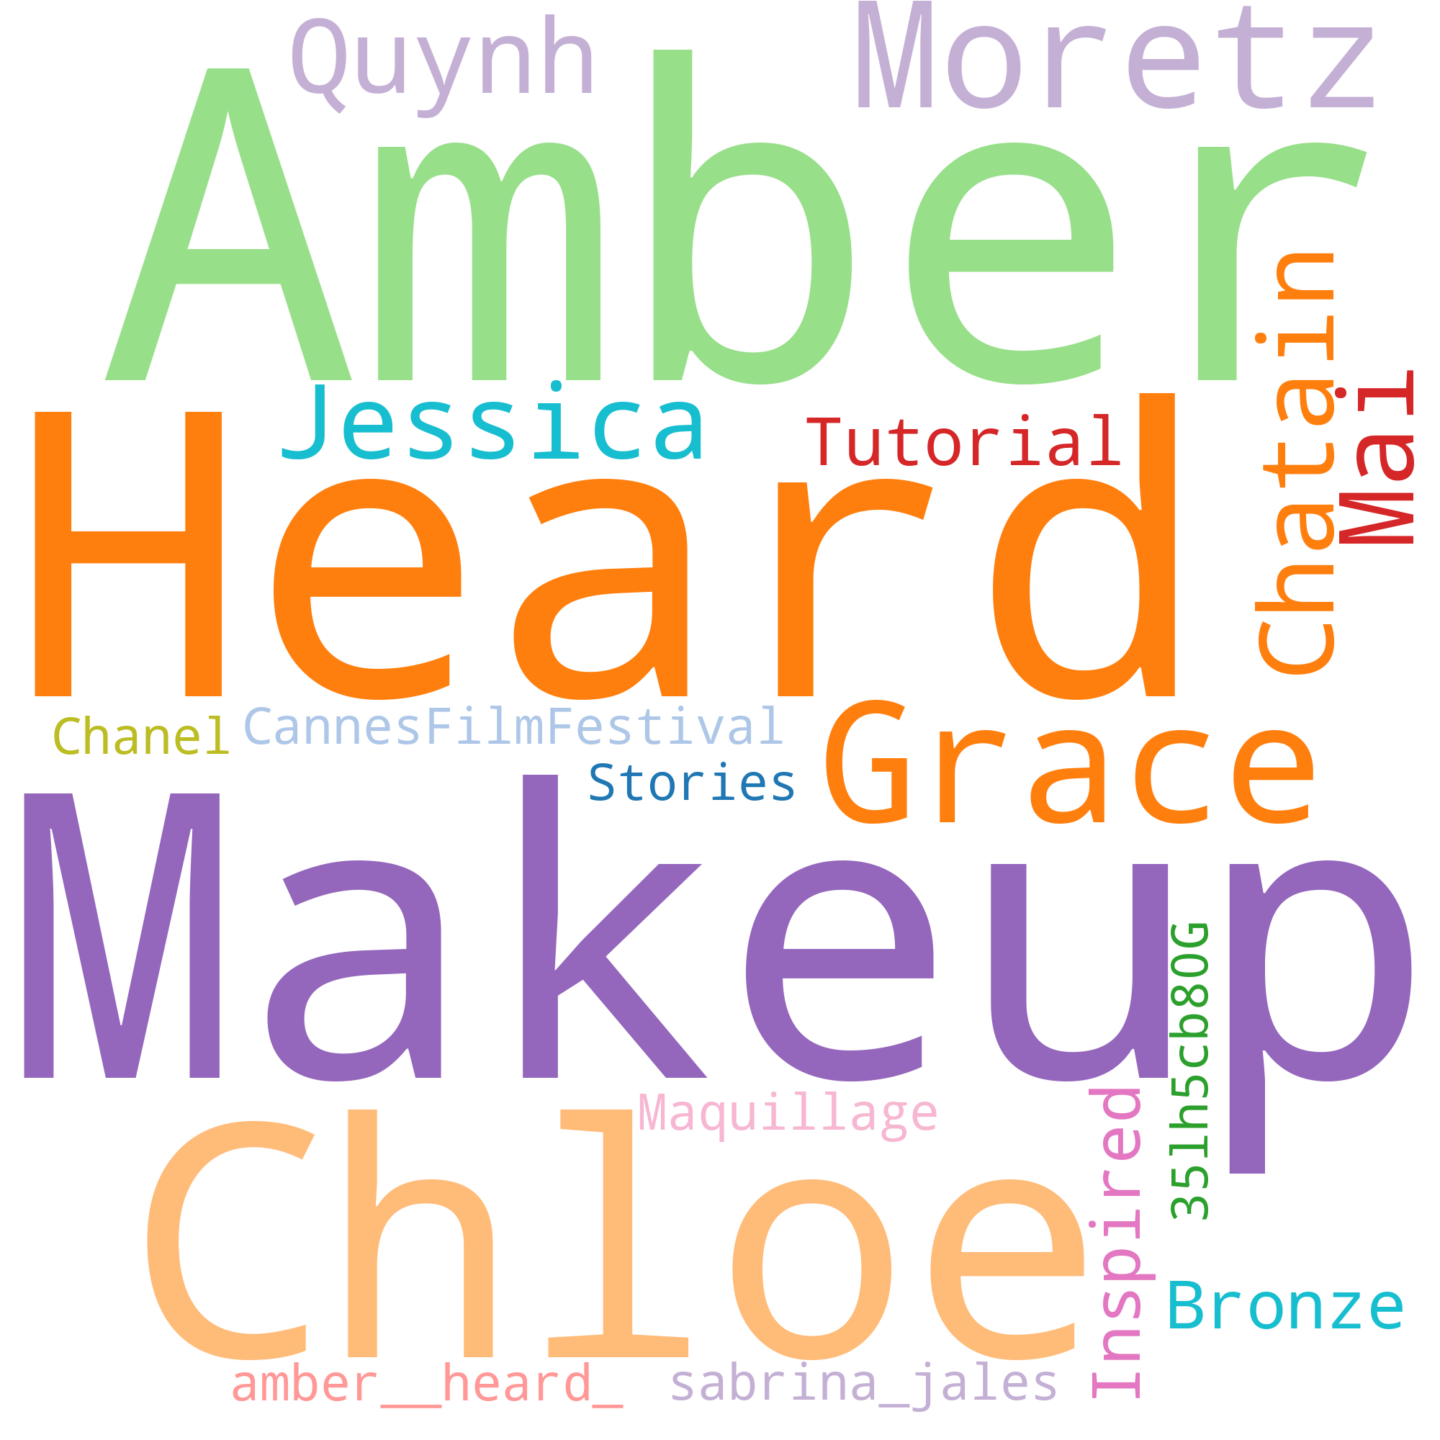 Quynh
Moretz
Amber
Jessica
Tutorial
Chatain
Mai
Heard
Chanel
CannesFilmFestival
Stories
Grace
Makeup
35lh5cb8OG
Maquillage
Inspired
Chloe
Bronze
amber__heard_
sabrina_jales